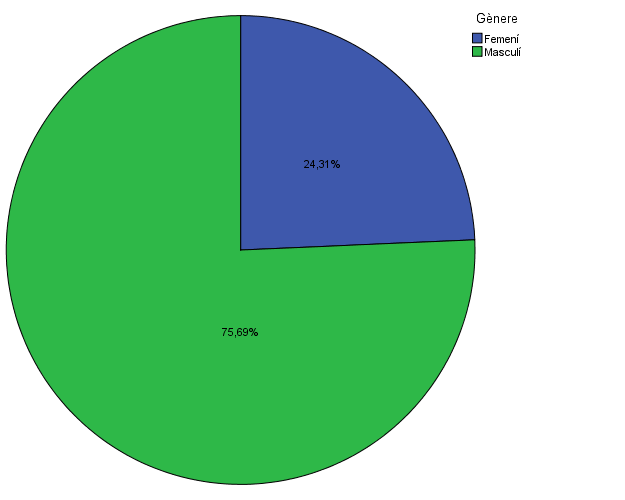 Gènere
Femení
Masculí
24,31%
75,69%